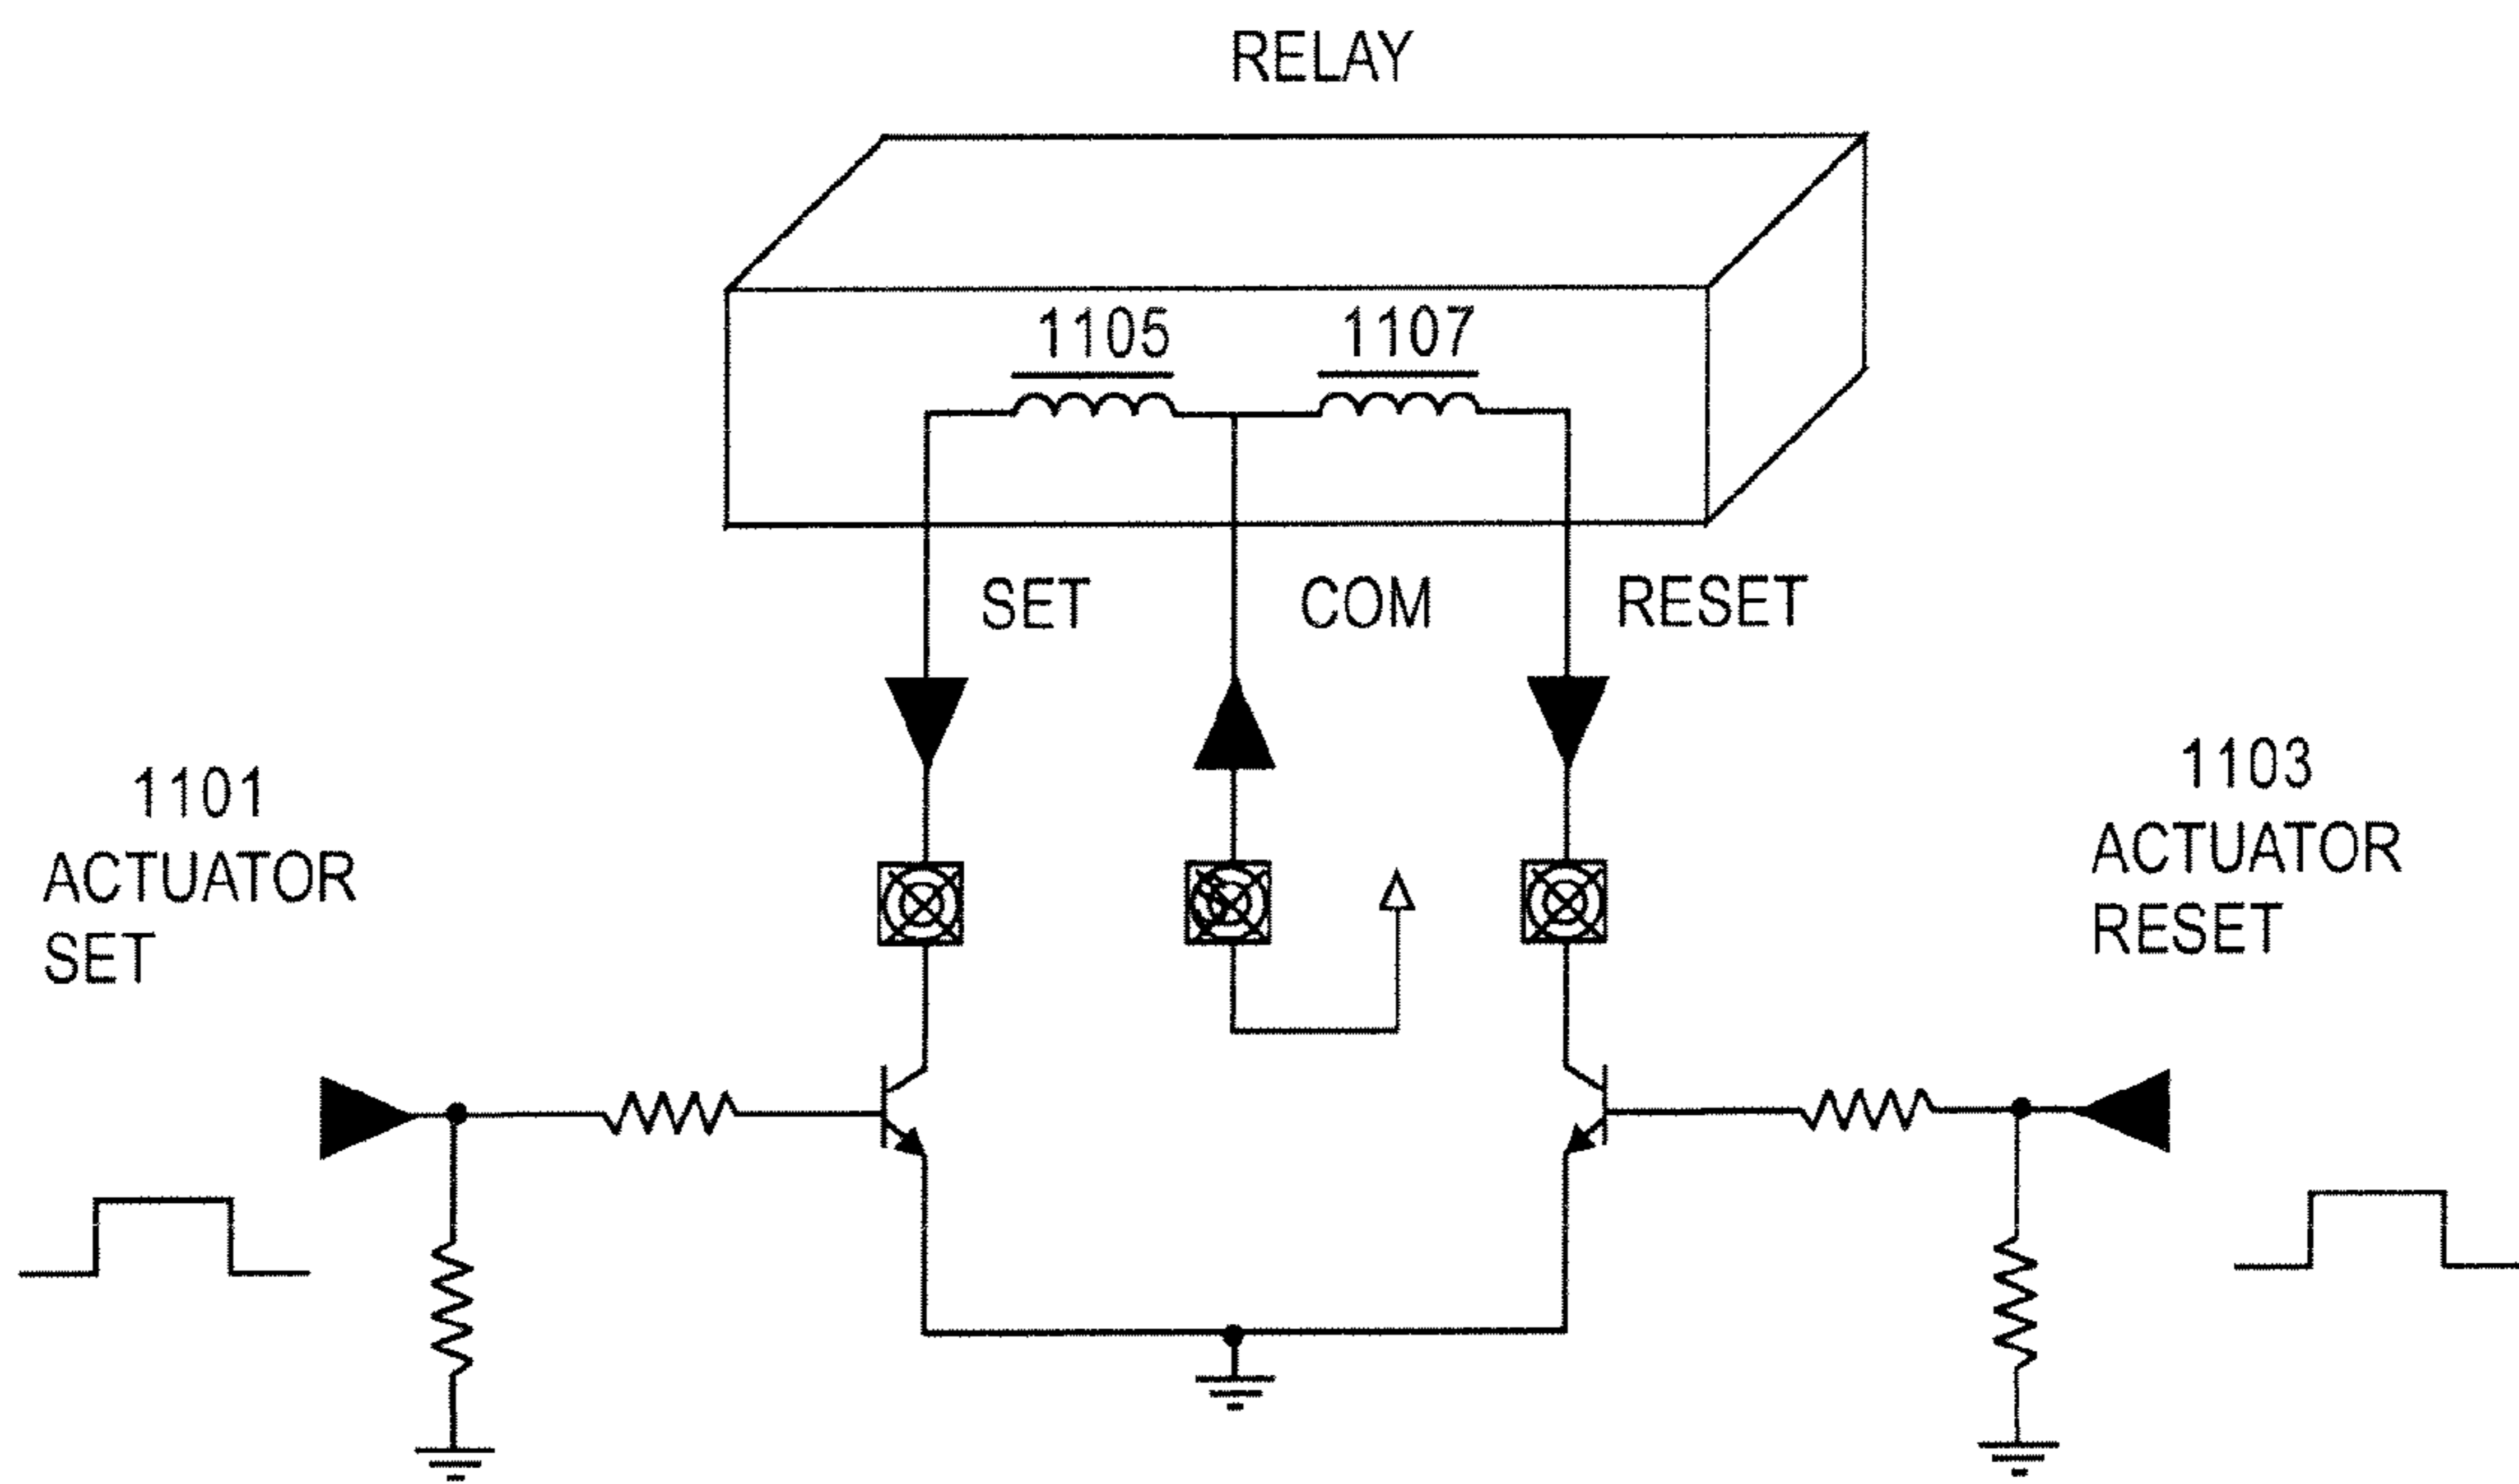 RELAY
1105
1107
SET
COM
RESET
1101
ACTUATOR
SET
1103
ACTUATOR
RESET